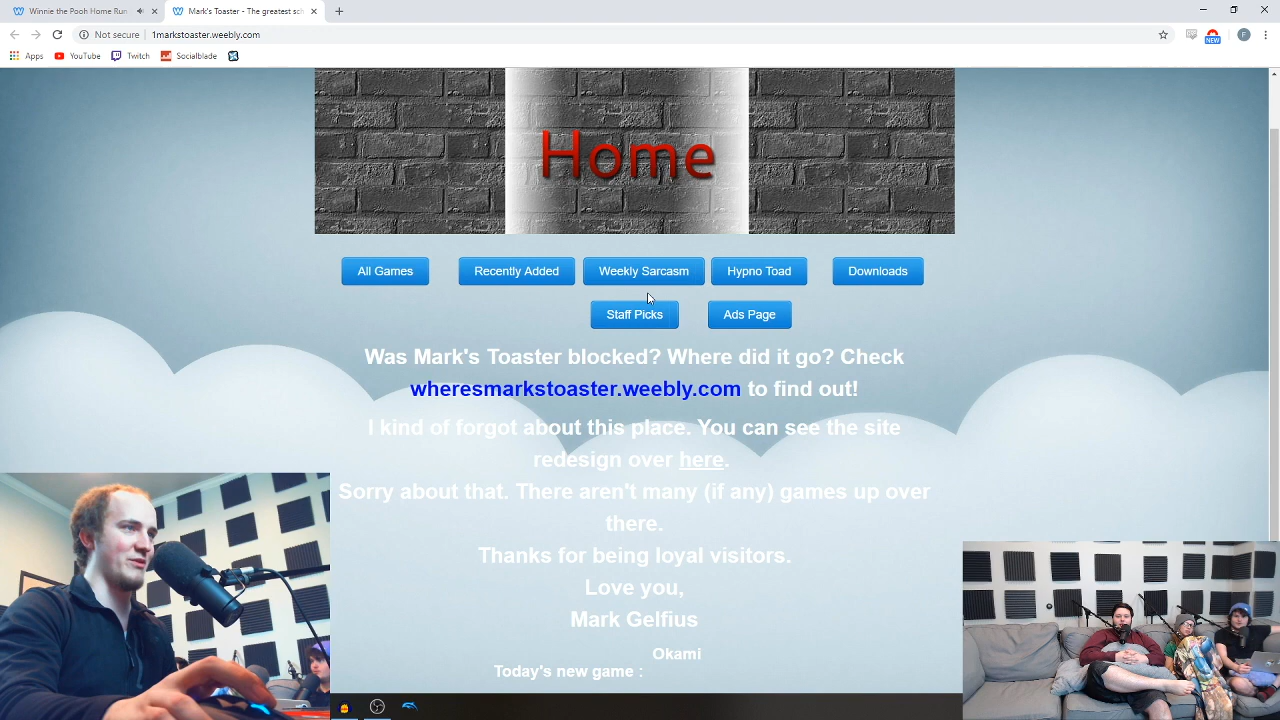 Winnie the Pooh Home Run
Mark's Toaster - The greatest sch
Not secure
1markstoaster.weebly.com
NEW
F
Apps
YouTube
Twitch
Socialblade
Home
All Games
Recently Added
Weekly Sarcasm
Hypno Toad
Downloads
Staff Picks
Ads Page
Was Mark's Toaster blocked? Where did it go? Check
wheresmarkstoaster.weebly.com to find out!
I kind of forgot about this place. You can see the site
redesign over here.
Sorry about that. There aren't many (if any) games up over
there.
Thanks for being loyal visitors.
Love you,
Mark Gelfius
Okami
Today's new game :